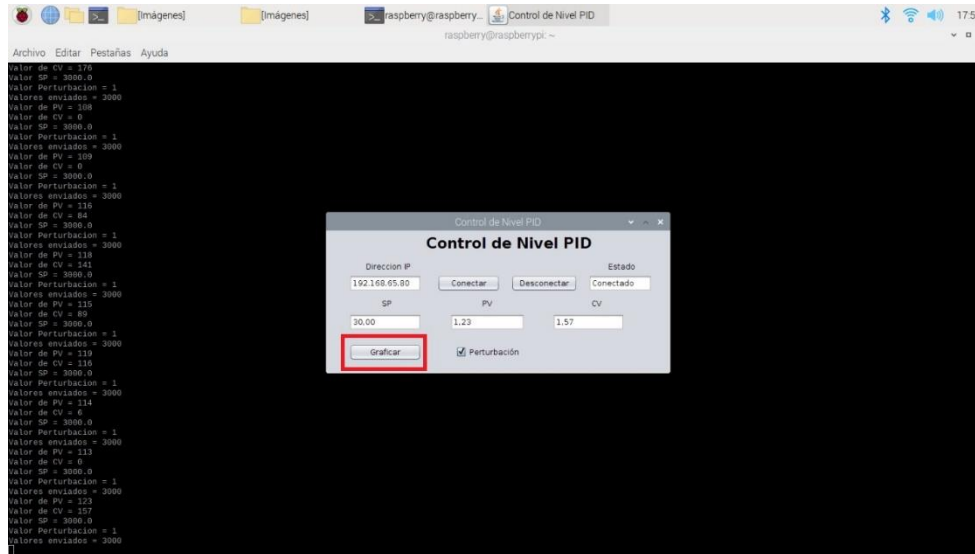 [Imágenes]
[Imágenes]
raspberry@raspberry...
Control de Nivel PID
17:5
raspberry@raspberrypi: ~
Archivo Editar Pestañas Ayuda
Valor de CV = 176
Valor SP = 3000.0
Valor Perturbacion = 1
Valores enviados = 3000
Valor de PV = 108
Valor de CV = 0
Valor SP = 3000.0
Valor Perturbacion = 1
Valores enviados = 3000
Valor de PV = 109
Valor de CV = 0
Valor SP = 3000.0
Valor Perturbacion = 1
Valores enviados = 3000
Valor de PV = 116
Valor de CV = 84
Valor SP = 3000.0
Valor Perturbacion = 1
Valores enviados = 3000
Valor de PV = 118
Valor de CV = 141
Valor SP = 3000.0
Valor Perturbacion = 1
Valores enviados = 3000
Valor de PV = 115
Valor de CV = 89
Valor SP = 3000.0
Valor Perturbacion = 1
Valores enviados = 3000
Valor de PV = 119
Valor de CV = 116
Valor SP = 3000.0
Valor Perturbacion = 1
Valores enviados = 3000
Valor de PV = 114
Valor de CV = 6
Valor SP = 3000.0
Valor Perturbacion = 1
Valores enviados = 3000
Valor de PV = 113
Valor de CV = 0
Valor SP = 3000.0
Valor Perturbacion = 1
Valores enviados = 3000
Valor de PV = 123
Valor de CV = 157
Valor SP = 3000.0
Valor Perturbacion = 1
Valores enviados = 3000
Control de Nivel PID
Control de Nivel PID
Direccion IP
Estado
192.168.65.80
Conectar
Desconectar
Conectado
SP
PV
CV
30,00
1,23
1,57
Graficar
Perturbación